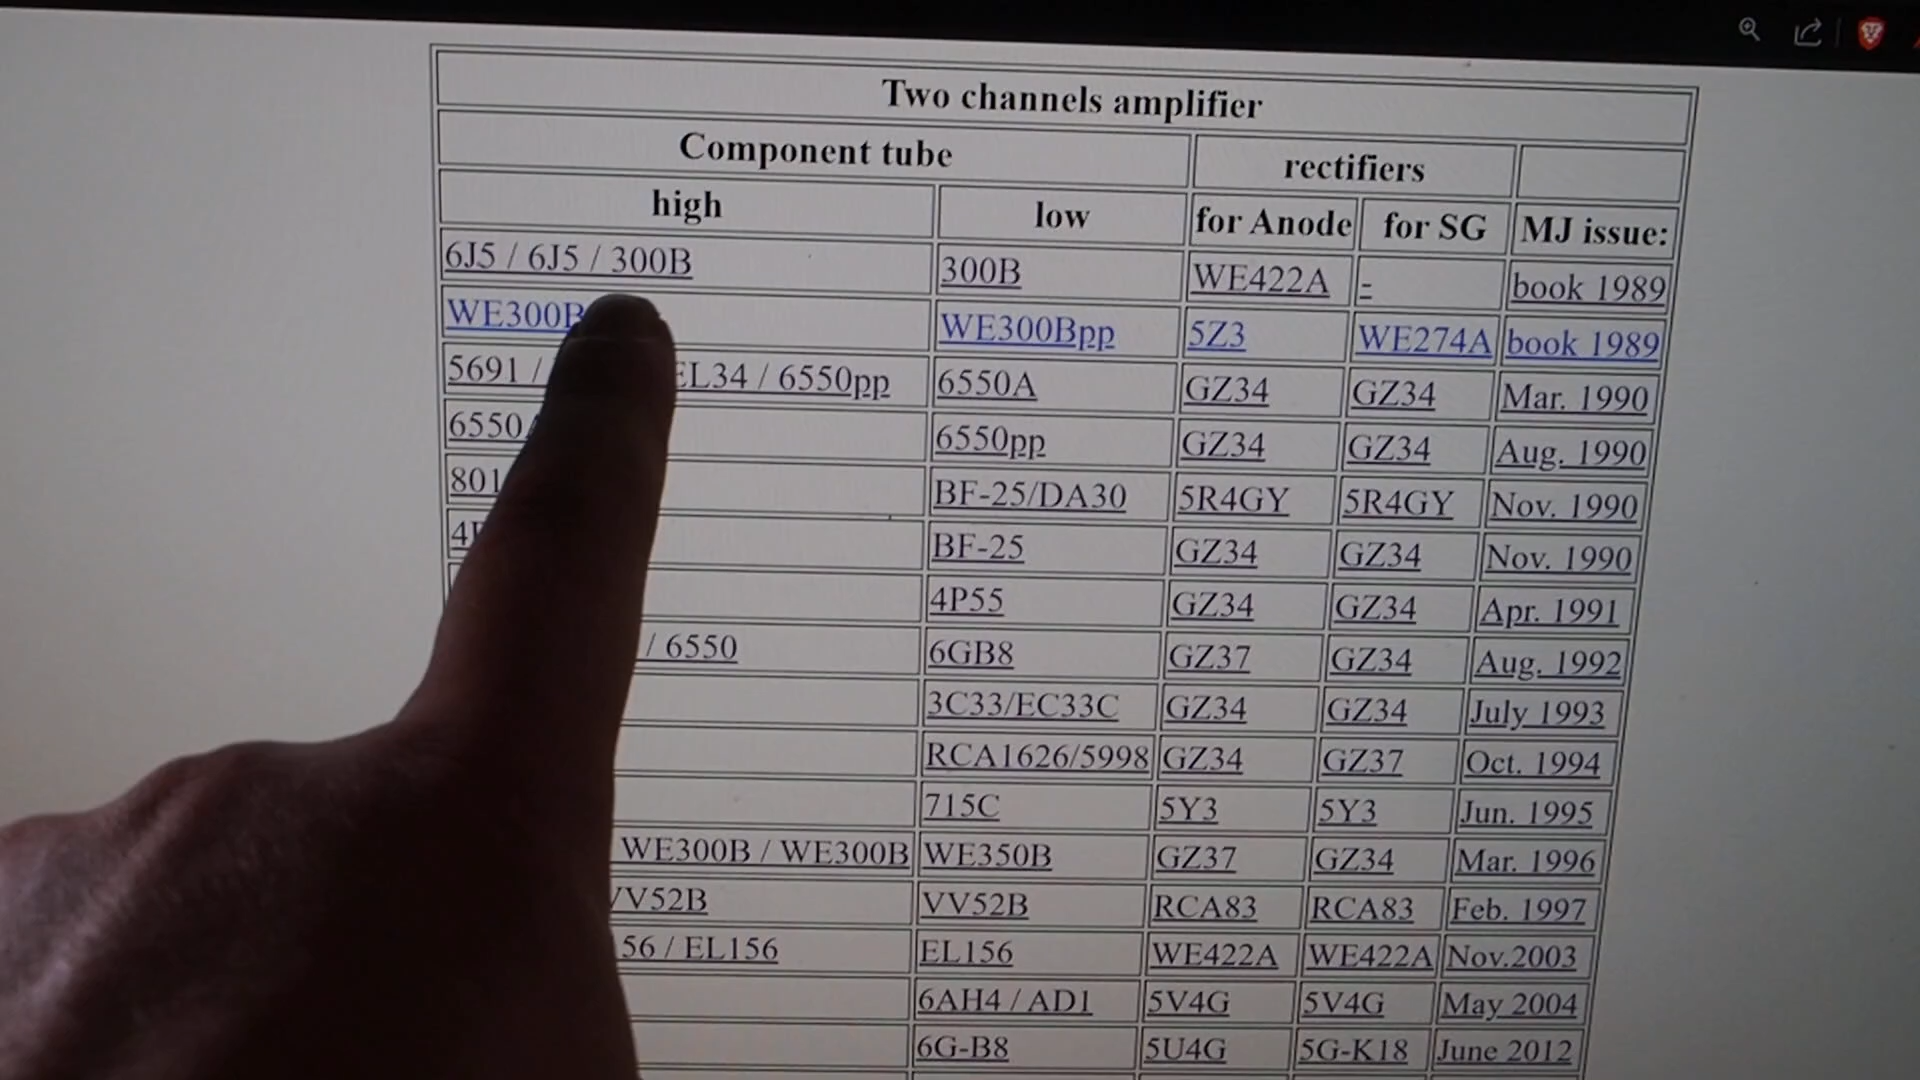 Two channels amplifier
Component tube rectifiers
high low for Anode for SG MJ issue:
6J5 / 6J5 / 300B 300B WE422A - book 1989
WE300B WE300Bpp 5Z3 WE274A book 1989
5691 / EL34 / 6550pp 6550A GZ34 GZ34 Mar. 1990
6550A 6550pp GZ34 GZ34 Aug. 1990
801 BF-25/DA30 5R4GY 5R4GY Nov. 1990
BF-25 GZ34 GZ34 Nov. 1990
4P55 GZ34 GZ34 Apr. 1991
/ 6550 6GB8 GZ37 GZ34 Aug. 1992
3C33/EC33C GZ34 GZ34 July 1993
RCA1626/5998 GZ34 GZ37 Oct. 1994
715C 5Y3 5Y3 Jun. 1995
WE300B / WE300B WE350B GZ37 GZ34 Mar. 1996
VV52B VV52B RCA83 RCA83 Feb. 1997
56 / EL156 EL156 WE422A WE422A Nov.2003
6AH4 / AD1 5V4G 5V4G May 2004
6G-B8 5U4G 5G-K18 June 2012